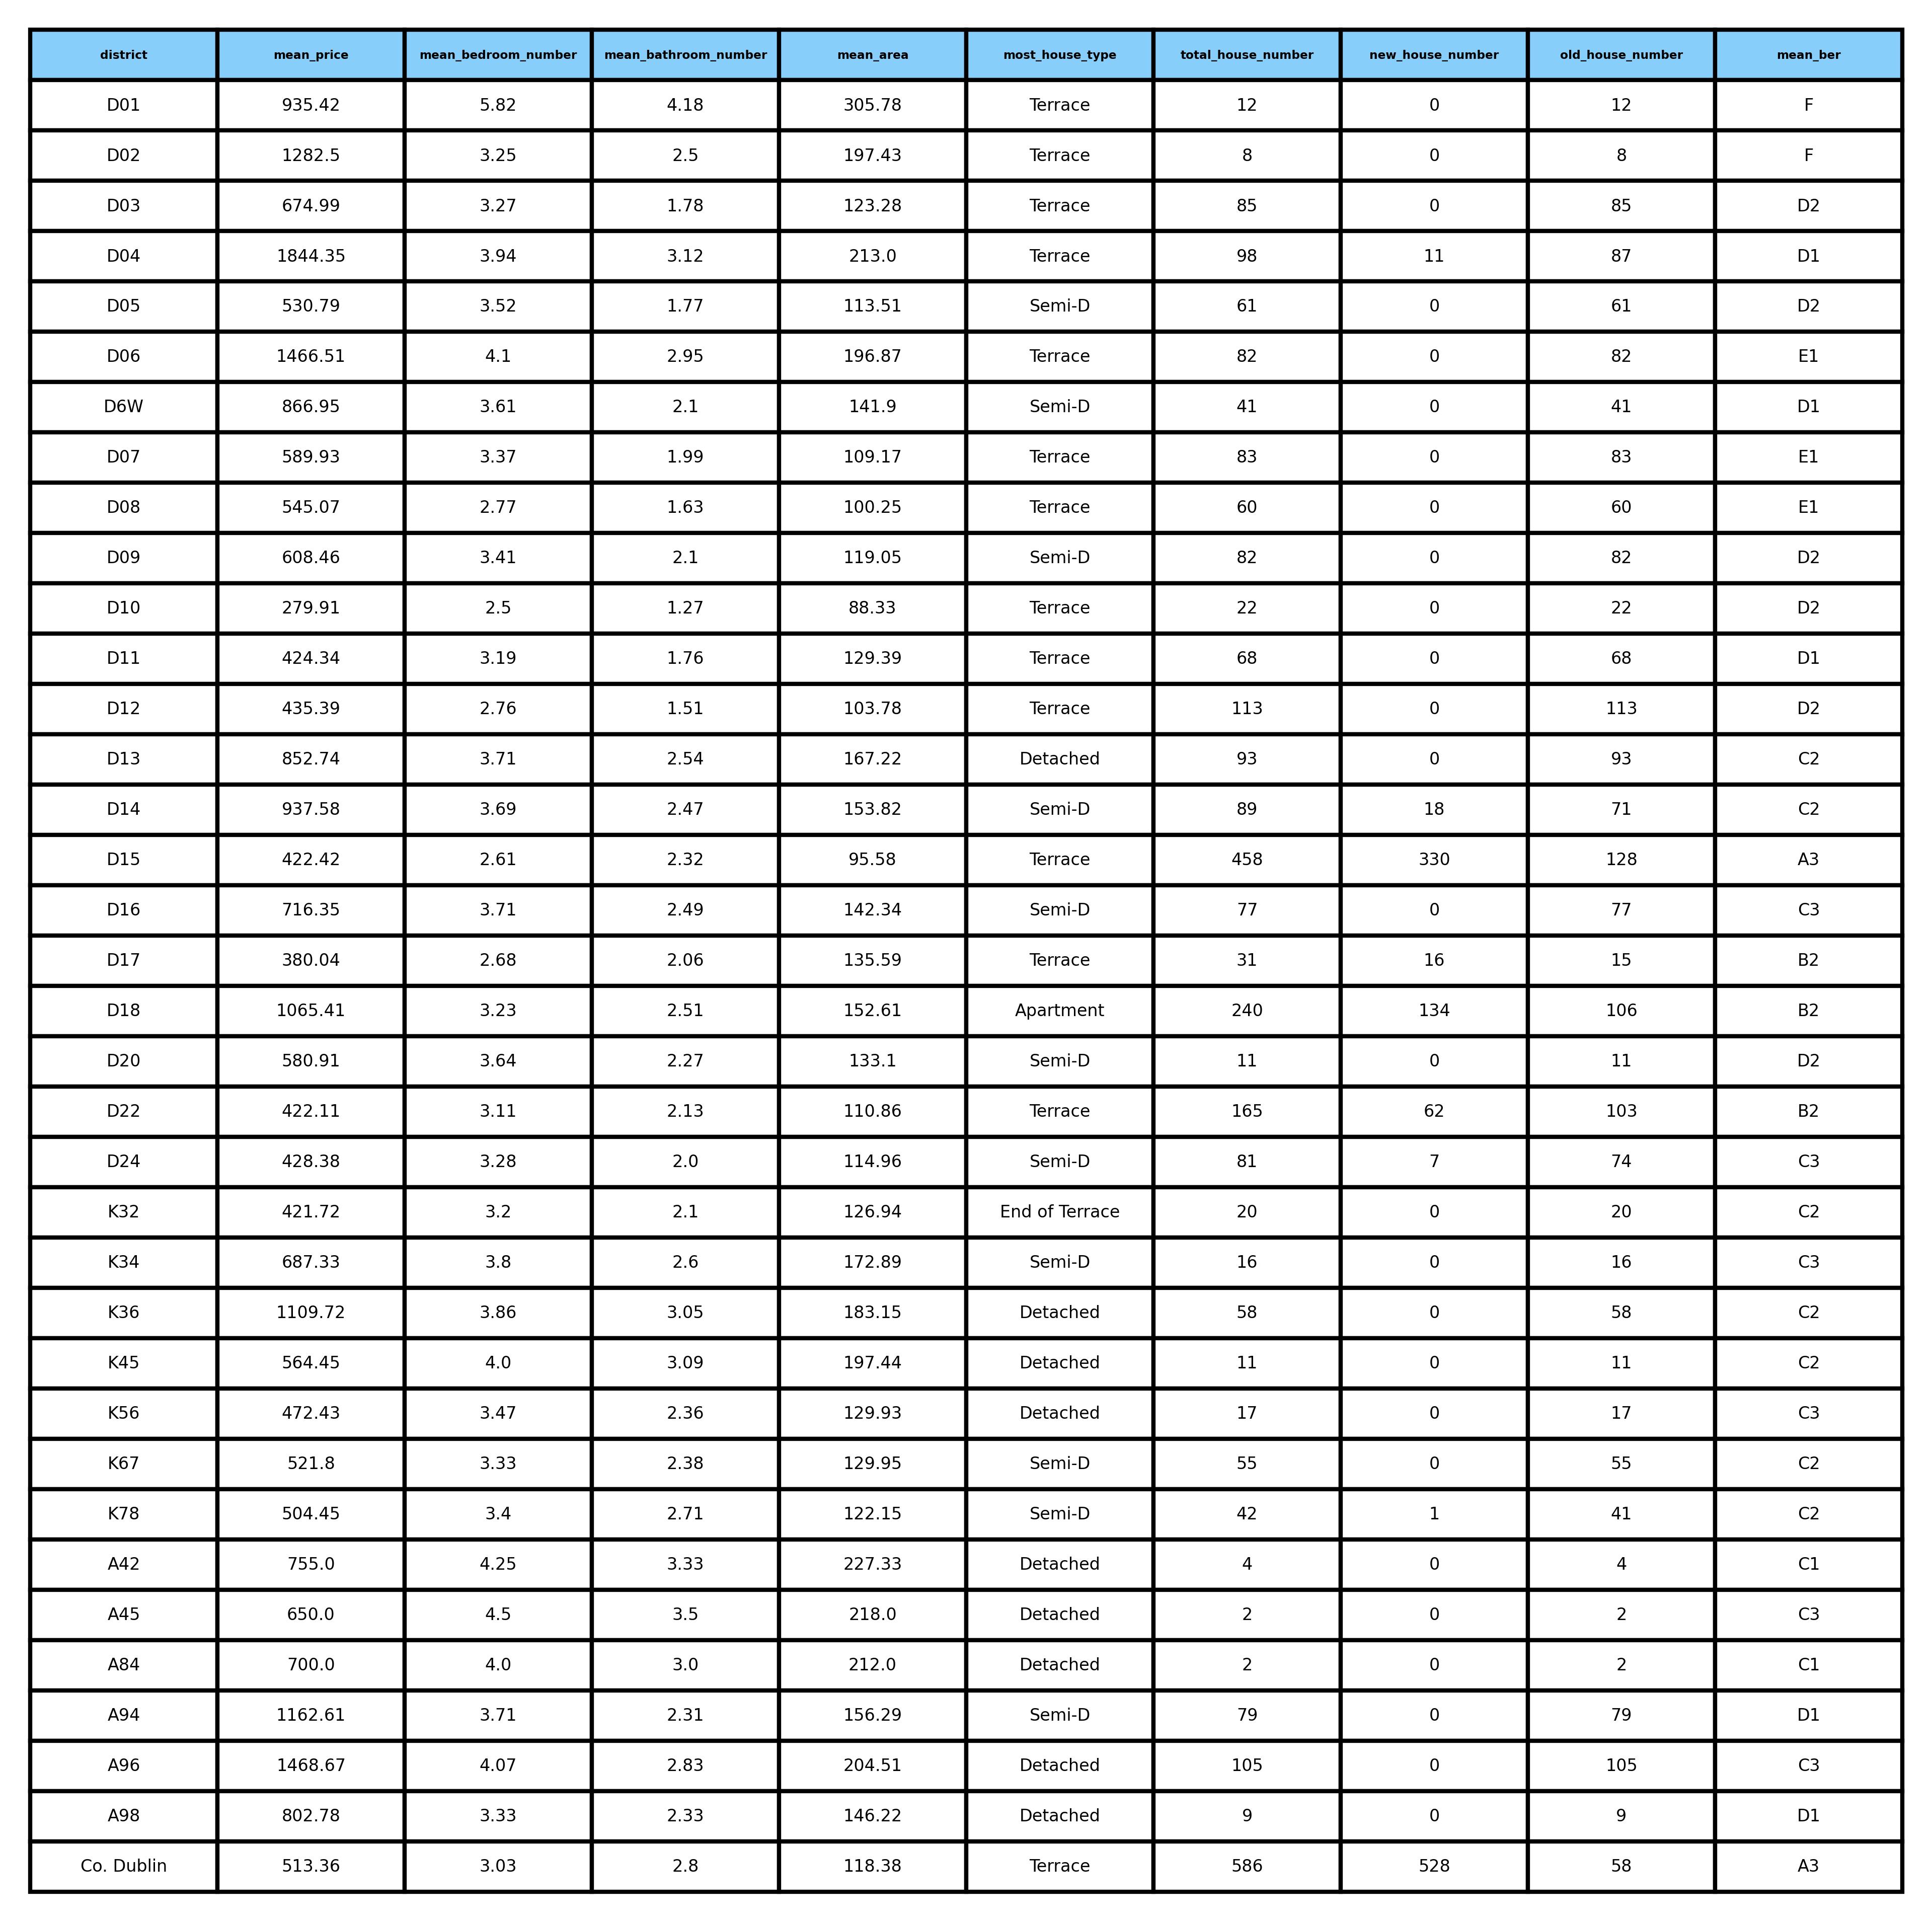 district mean_price mean_bedroom_number mean_bathroom_number mean_area most_house_type total_house_number new_house_number old_house_number mean_ber
D01 935.42 5.82 4.18 305.78 Terrace 12 0 12 F
D02 1282.5 3.25 2.5 197.43 Terrace 8 0 8 F
D03 674.99 3.27 1.78 123.28 Terrace 85 0 85 D2
D04 1844.35 3.94 3.12 213.0 Terrace 98 11 87 D1
D05 530.79 3.52 1.77 113.51 Semi-D 61 0 61 D2
D06 1466.51 4.1 2.95 196.87 Terrace 82 0 82 E1
D6W 866.95 3.61 2.1 141.9 Semi-D 41 0 41 D1
D07 589.93 3.37 1.99 109.17 Terrace 83 0 83 E1
D08 545.07 2.77 1.63 100.25 Terrace 60 0 60 E1
D09 608.46 3.41 2.1 119.05 Semi-D 82 0 82 D2
D10 279.91 2.5 1.27 88.33 Terrace 22 0 22 D2
D11 424.34 3.19 1.76 129.39 Terrace 68 0 68 D1
D12 435.39 2.76 1.51 103.78 Terrace 113 0 113 D2
D13 852.74 3.71 2.54 167.22 Detached 93 0 93 C2
D14 937.58 3.69 2.47 153.82 Semi-D 89 18 71 C2
D15 422.42 2.61 2.32 95.58 Terrace 458 330 128 A3
D16 716.35 3.71 2.49 142.34 Semi-D 77 0 77 C3
D17 380.04 2.68 2.06 135.59 Terrace 31 16 15 B2
D18 1065.41 3.23 2.51 152.61 Apartment 240 134 106 B2
D20 580.91 3.64 2.27 133.1 Semi-D 11 0 11 D2
D22 422.11 3.11 2.13 110.86 Terrace 165 62 103 B2
D24 428.38 3.28 2.0 114.96 Semi-D 81 7 74 C3
K32 421.72 3.2 2.1 126.94 End of Terrace 20 0 20 C2
K34 687.33 3.8 2.6 172.89 Semi-D 16 0 16 C3
K36 1109.72 3.86 3.05 183.15 Detached 58 0 58 C2
K45 564.45 4.0 3.09 197.44 Detached 11 0 11 C2
K56 472.43 3.47 2.36 129.93 Detached 17 0 17 C3
K67 521.8 3.33 2.38 129.95 Semi-D 55 0 55 C2
K78 504.45 3.4 2.71 122.15 Semi-D 42 1 41 C2
A42 755.0 4.25 3.33 227.33 Detached 4 0 4 C1
A45 650.0 4.5 3.5 218.0 Detached 2 0 2 C3
A84 700.0 4.0 3.0 212.0 Detached 2 0 2 C1
A94 1162.61 3.71 2.31 156.29 Semi-D 79 0 79 D1
A96 1468.67 4.07 2.83 204.51 Detached 105 0 105 C3
A98 802.78 3.33 2.33 146.22 Detached 9 0 9 D1
Co. Dublin 513.36 3.03 2.8 118.38 Terrace 586 528 58 A3